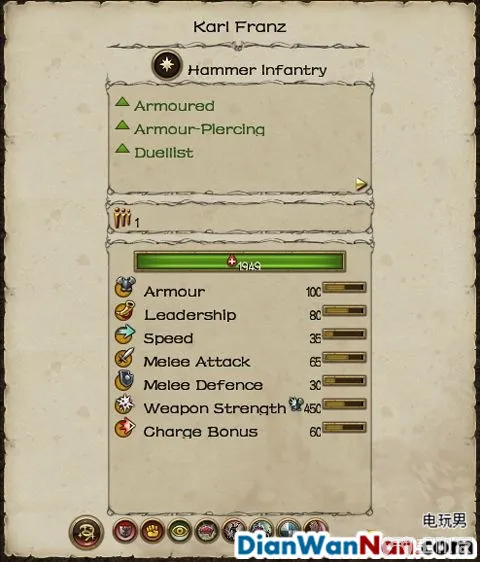 Karl Franz
Hammer Infantry
Armoured
Armour-Piercing
Duellist
1
1949
Armour 100
Leadership 80
Speed 35
Melee Attack 65
Melee Defence 30
Weapon Strength 450
Charge Bonus 60
电玩男
DianWanNan.com